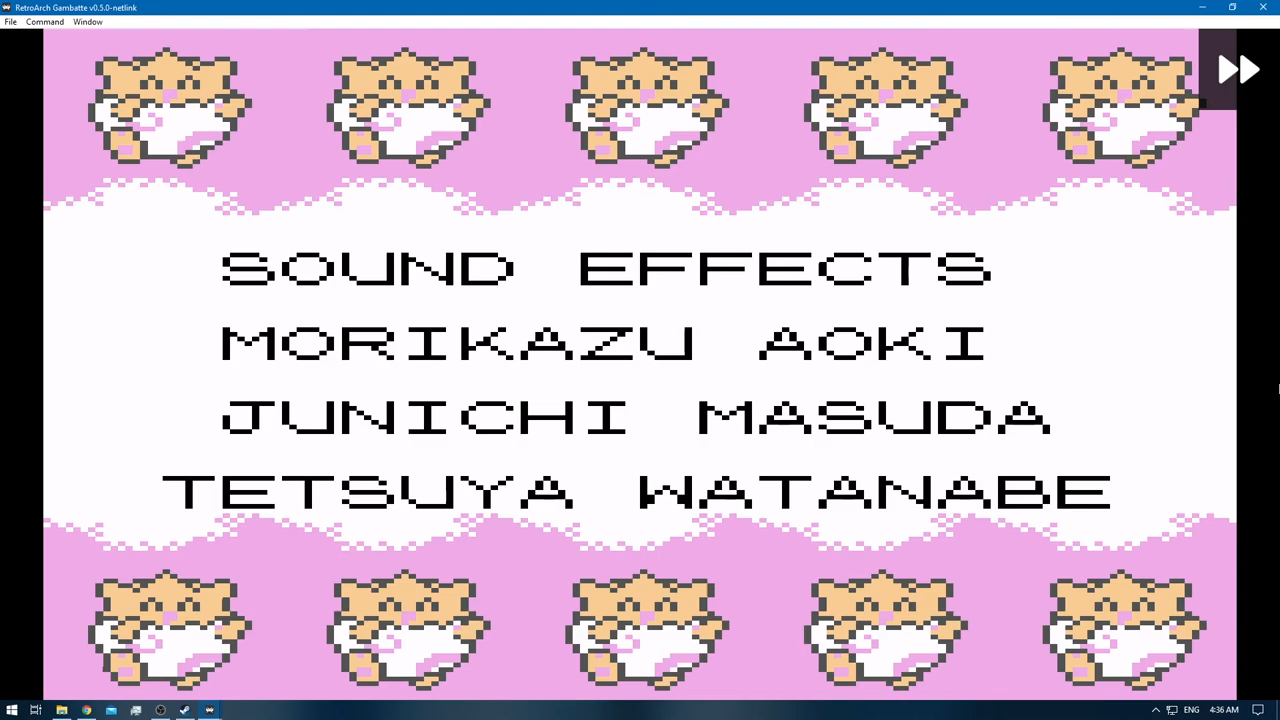 RetroArch Gambatte v0.5.0-netlink
File Command Window
SOUND EFFECTS
MORIKAZU AOKI
JUNICHI MASUDA
TETSUYA WATANABE
ENG 4:36 AM